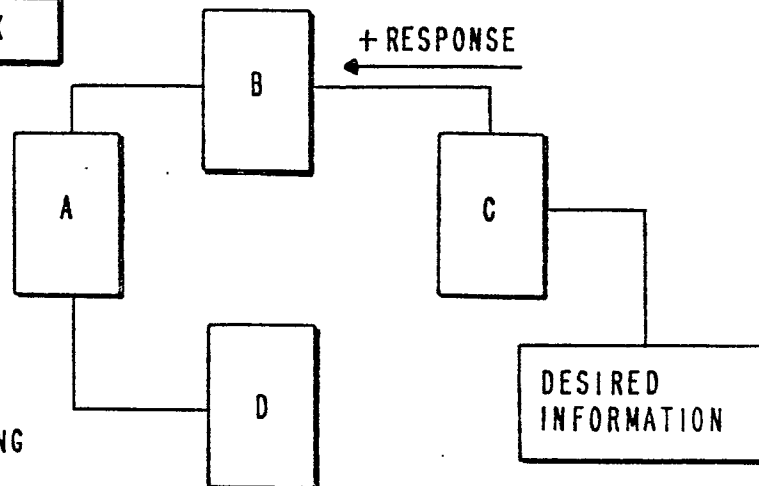 + RESPONSE
B
A
C
D
DESIRED
INFORMATION